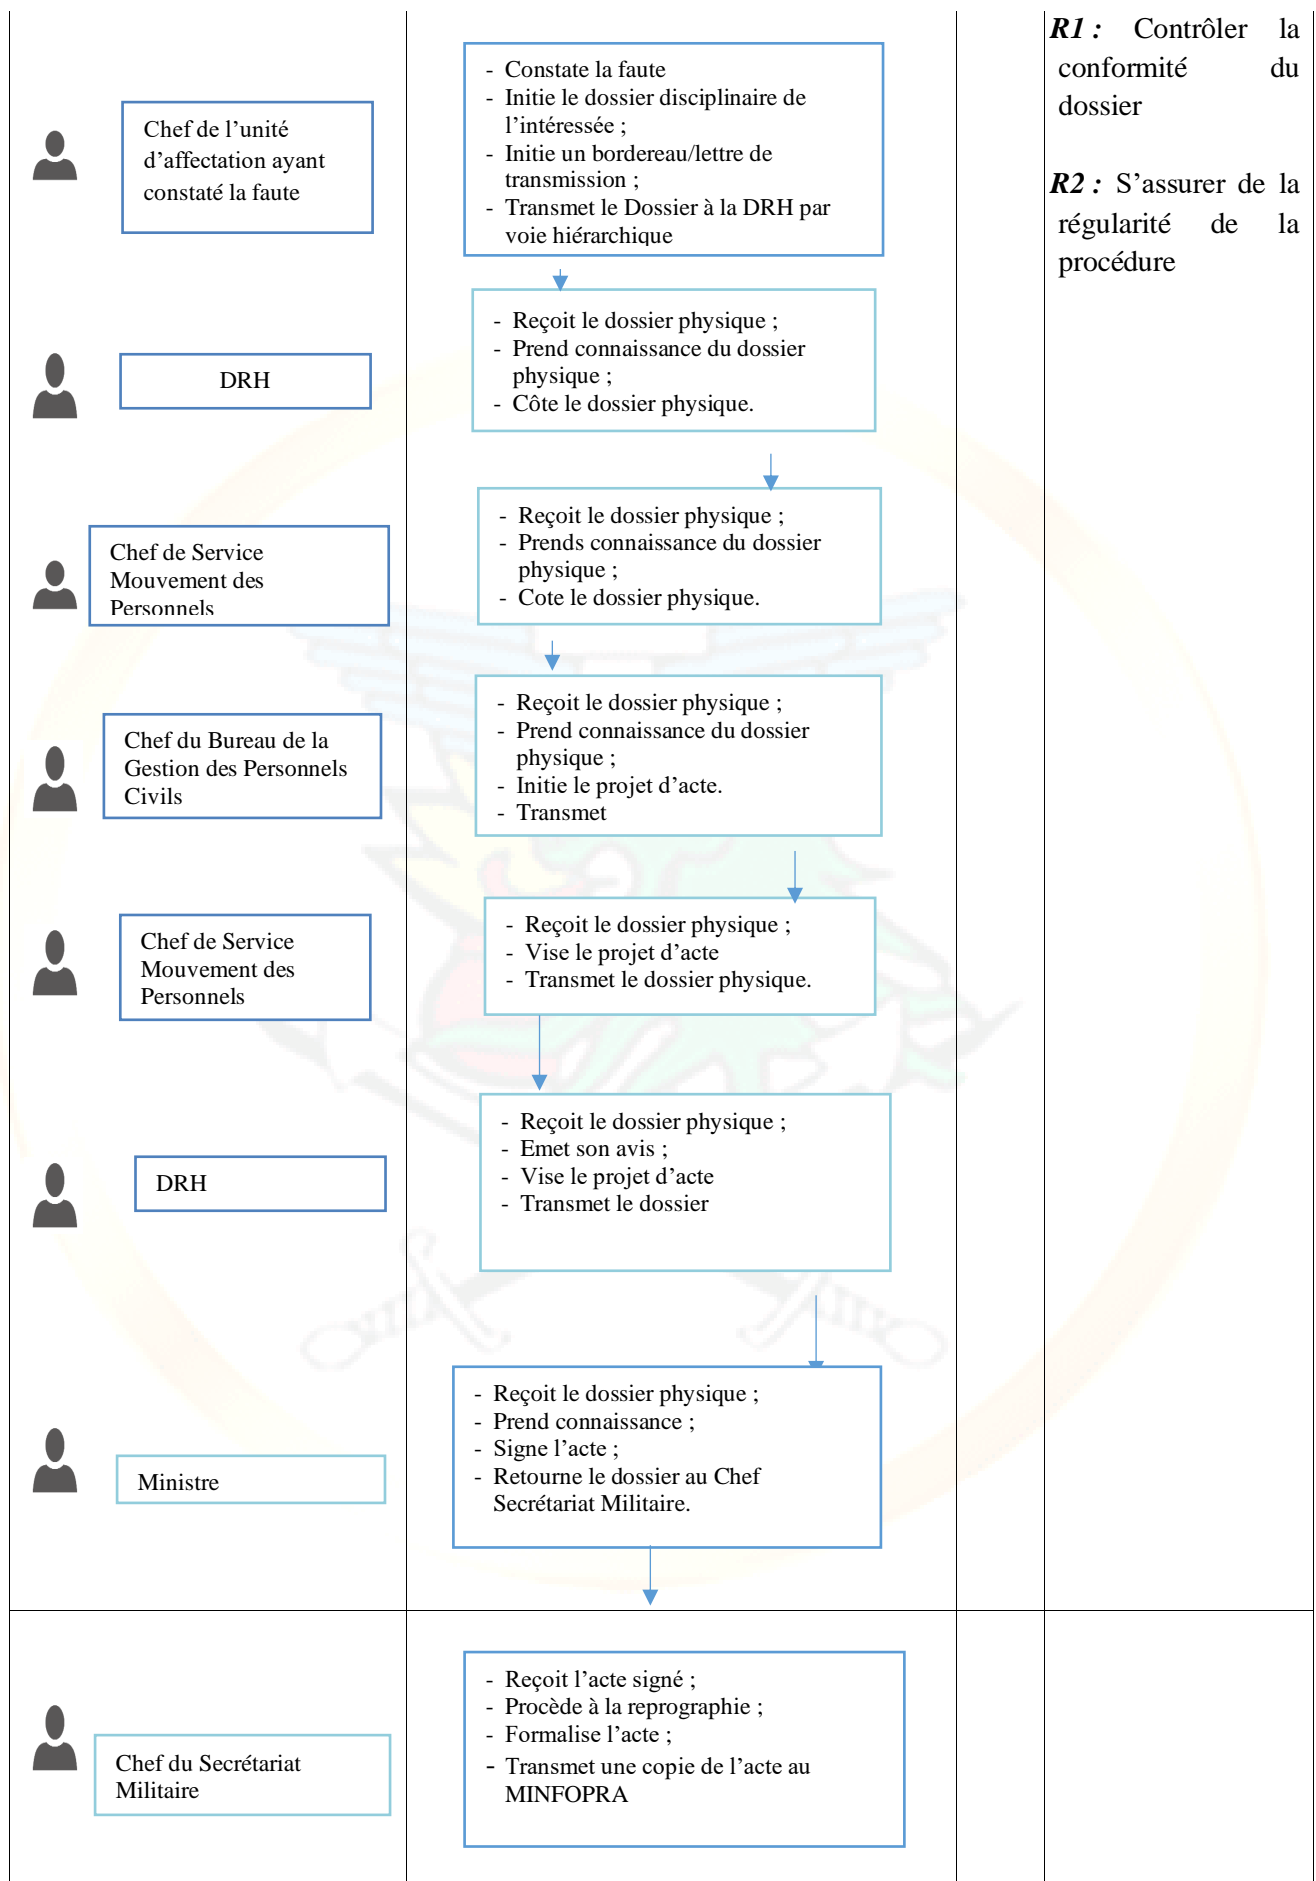 R1 : Contrôler la
conformité du
dossier
R2 : S’assurer de la
régularité de la
procédure
Chef de l’unité
d’affectation ayant
constaté la faute
- Constate la faute
- Initie le dossier disciplinaire de
l’intéressée ;
- Initie un bordereau/lettre de
transmission ;
- Transmet le Dossier à la DRH par
voie hiérarchique
DRH
- Reçoit le dossier physique ;
- Prend connaissance du dossier
physique ;
- Côte le dossier physique.
Chef de Service
Mouvement des
Personnels
- Reçoit le dossier physique ;
- Prends connaissance du dossier
physique ;
- Cote le dossier physique.
Chef du Bureau de la
Gestion des Personnels
Civils
- Reçoit le dossier physique ;
- Prend connaissance du dossier
physique ;
- Initie le projet d’acte.
- Transmet
Chef de Service
Mouvement des
Personnels
- Reçoit le dossier physique ;
- Vise le projet d’acte
- Transmet le dossier physique.
DRH
- Reçoit le dossier physique ;
- Emet son avis ;
- Vise le projet d’acte
- Transmet le dossier
Ministre
- Reçoit le dossier physique ;
- Prend connaissance ;
- Signe l’acte ;
- Retourne le dossier au Chef
Secrétariat Militaire.
Chef du Secrétariat
Militaire
- Reçoit l’acte signé ;
- Procède à la reprographie ;
- Formalise l’acte ;
- Transmet une copie de l’acte au
MINFOPRA